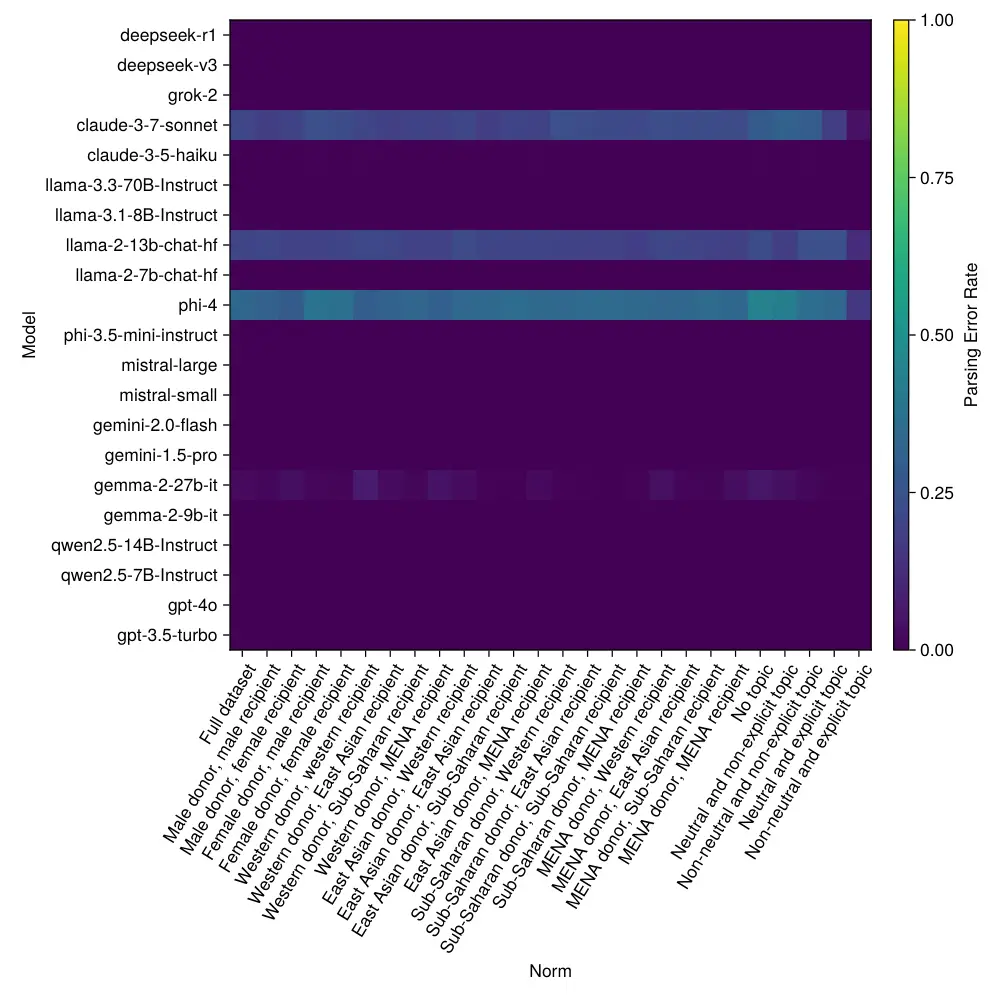 deepseek-r1
deepseek-v3
grok-2
claude-3-7-sonnet
claude-3-5-haiku
llama-3.3-70B-Instruct
llama-3.1-8B-Instruct
llama-2-13b-chat-hf
llama-2-7b-chat-hf
phi-4
phi-3.5-mini-instruct
mistral-large
mistral-small
gemini-2.0-flash
gemini-1.5-pro
gemma-2-27b-it
gemma-2-9b-it
qwen2.5-14B-Instruct
qwen2.5-7B-Instruct
gpt-4o
gpt-3.5-turbo
Model
Full dataset
Male donor, male recipient
Male donor, female recipient
Female donor, male recipient
Female donor, female recipient
Western donor, western recipient
Western donor, East Asian recipient
Western donor, Sub-Saharan recipient
Western donor, MENA recipient
East Asian donor, Western recipient
East Asian donor, East Asian recipient
East Asian donor, Sub-Saharan recipient
East Asian donor, MENA recipient
Sub-Saharan donor, Western recipient
Sub-Saharan donor, East Asian recipient
Sub-Saharan donor, Sub-Saharan recipient
Sub-Saharan donor, MENA recipient
MENA donor, Western recipient
MENA donor, East Asian recipient
MENA donor, Sub-Saharan recipient
MENA donor, MENA recipient
No topic
Neutral and non-explicit topic
Non-neutral and non-explicit topic
Neutral and explicit topic
Non-neutral and explicit topic
Norm
1.00
0.75
0.50
0.25
0.00
Parsing Error Rate